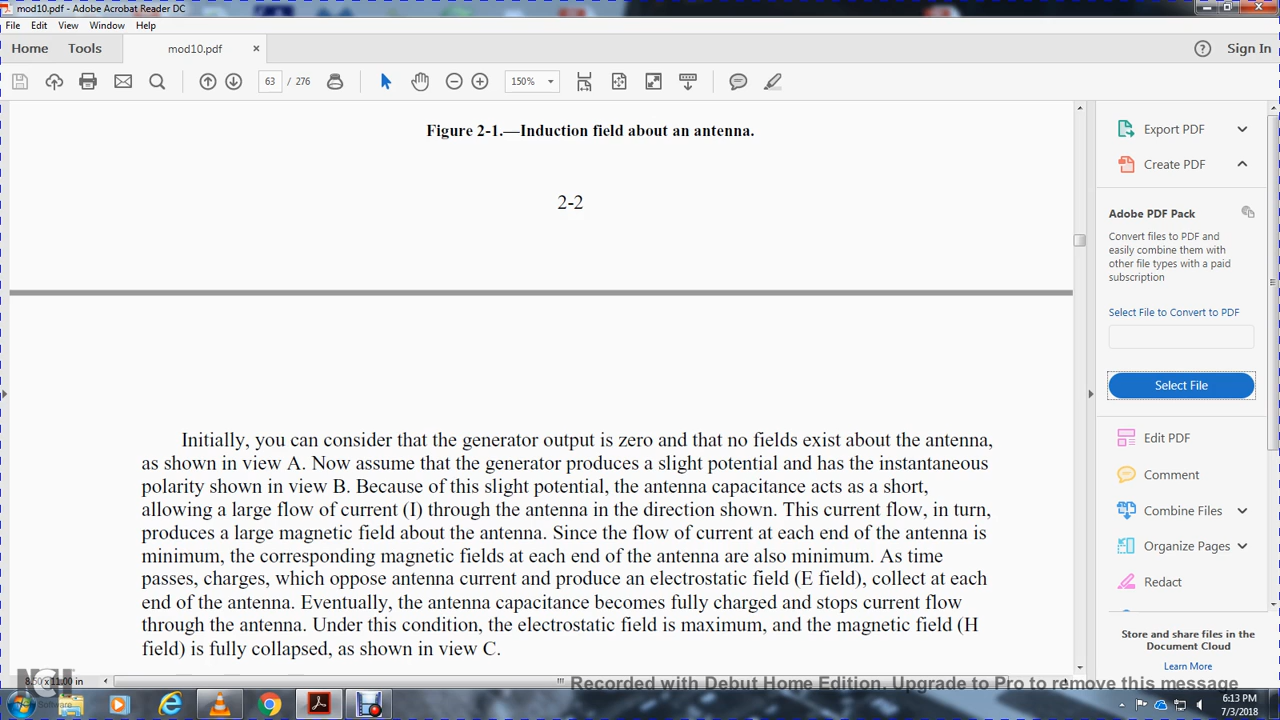 mod10.pdf - Adobe Acrobat Reader DC
File Edit View Window Help
Home Tools mod10.pdf × Sign In
63 / 276 150%
Figure 2-1.—Induction field about an antenna.
2-2
Initially, you can consider that the generator output is zero and that no fields exist about the antenna,
as shown in view A. Now assume that the generator produces a slight potential and has the instantaneous
polarity shown in view B. Because of this slight potential, the antenna capacitance acts as a short,
allowing a large flow of current (I) through the antenna in the direction shown. This current flow, in turn,
produces a large magnetic field about the antenna. Since the flow of current at each end of the antenna is
minimum, the corresponding magnetic fields at each end of the antenna are also minimum. As time
passes, charges, which oppose antenna current and produce an electrostatic field (E field), collect at each
end of the antenna. Eventually, the antenna capacitance becomes fully charged and stops current flow
through the antenna. Under this condition, the electrostatic field is maximum, and the magnetic field (H
field) is fully collapsed, as shown in view C.
Export PDF
Create PDF
Adobe PDF Pack
Convert files to PDF and
easily combine them with
other file types with a paid
subscription
Select File to Convert to PDF
Select File
Edit PDF
Comment
Combine Files
Organize Pages
Redact
Store and share files in the
Document Cloud
Learn More
8.50 x 11.00 in
NCH
Software
Recorded with Debut Home Edition. Upgrade to Pro to remove this message
6:13 PM
7/3/2018